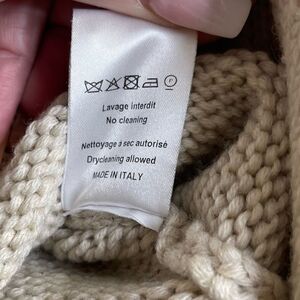 Lavage interdit
No cleaning
Nettoyage a sec autorisé
Drycleaning allowed
MADE IN ITALY